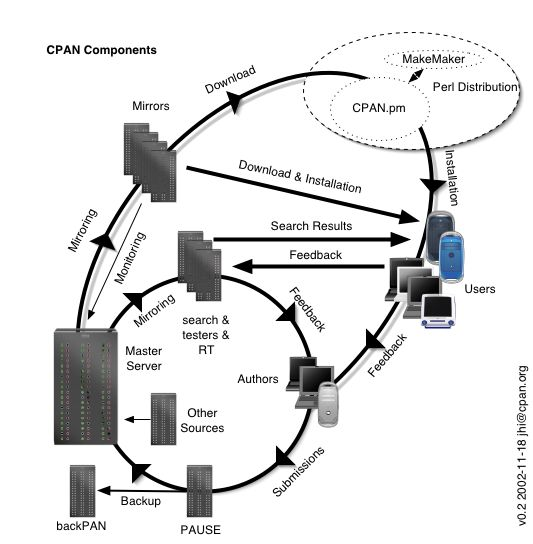 CPAN Components
MakeMaker
Download
Perl Distribution
CPAN.pm
Mirrors
Installation
Download & Installation
Mirroring
Monitoring
Search Results
Feedback
Users
Mirroring
search &
testers &
RT
Feedback
Feedback
Master
Server
Authors
Other
Sources
Submissions
Backup
backPAN
PAUSE
v0.2 2002-11-18 jhi@cpan.org